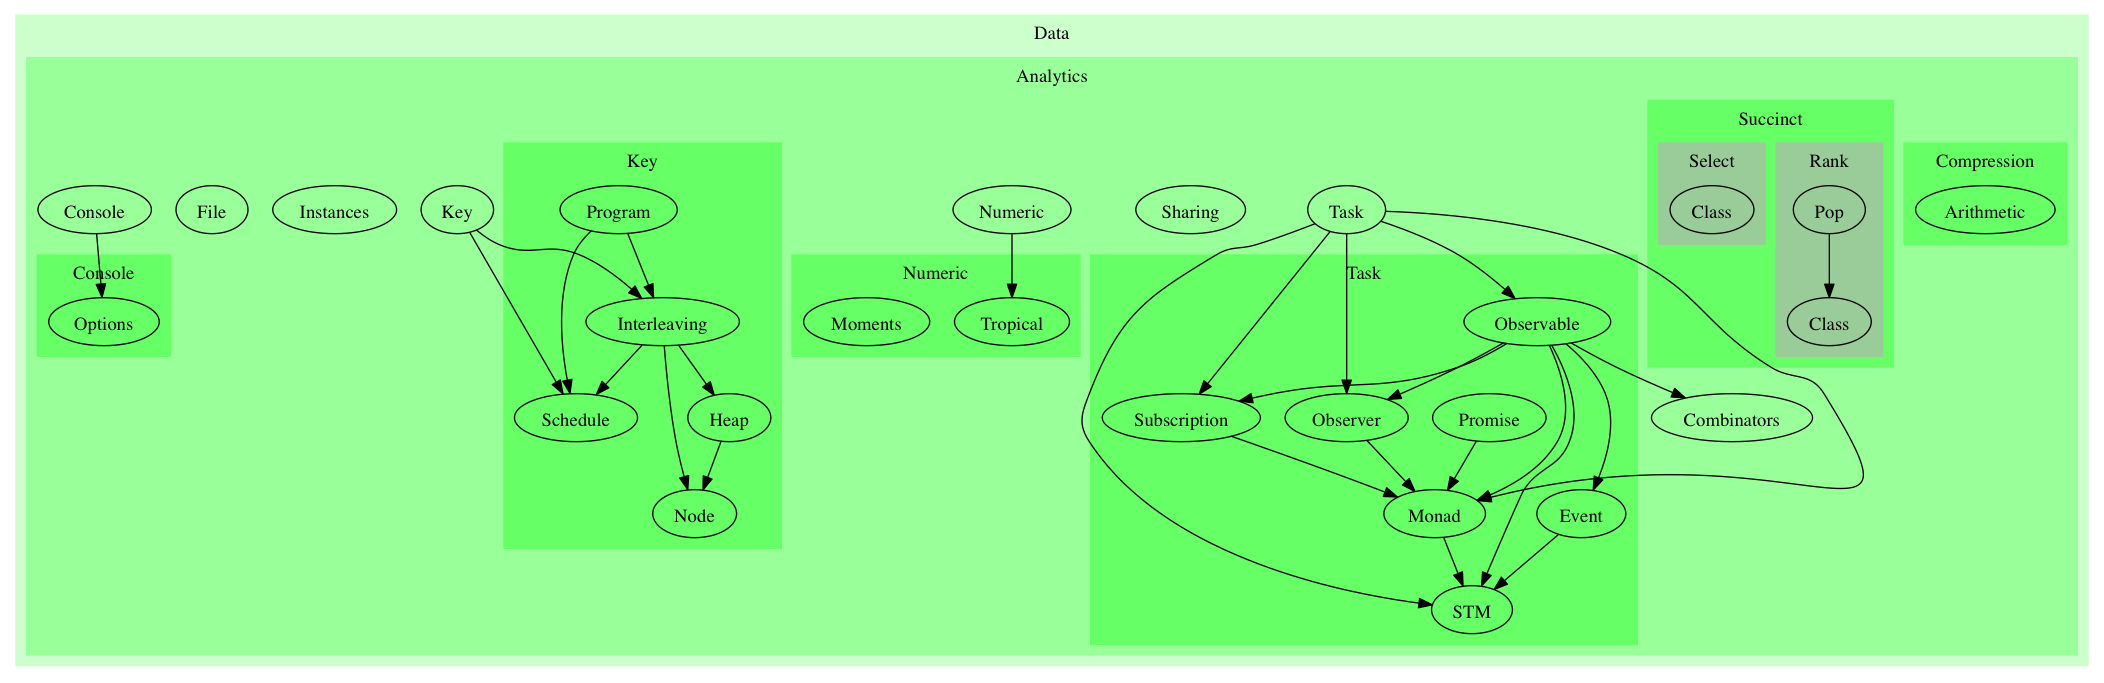 Data
Analytics
Succinct
Key
Select
Rank
Compression
Console
File
Instances
Key
Program
Numeric
Sharing
Task
Class
Pop
Arithmetic
Console
Numeric
Task
Options
Interleaving
Moments
Tropical
Observable
Class
Schedule
Heap
Subscription
Observer
Promise
Combinators
Node
Monad
Event
STM